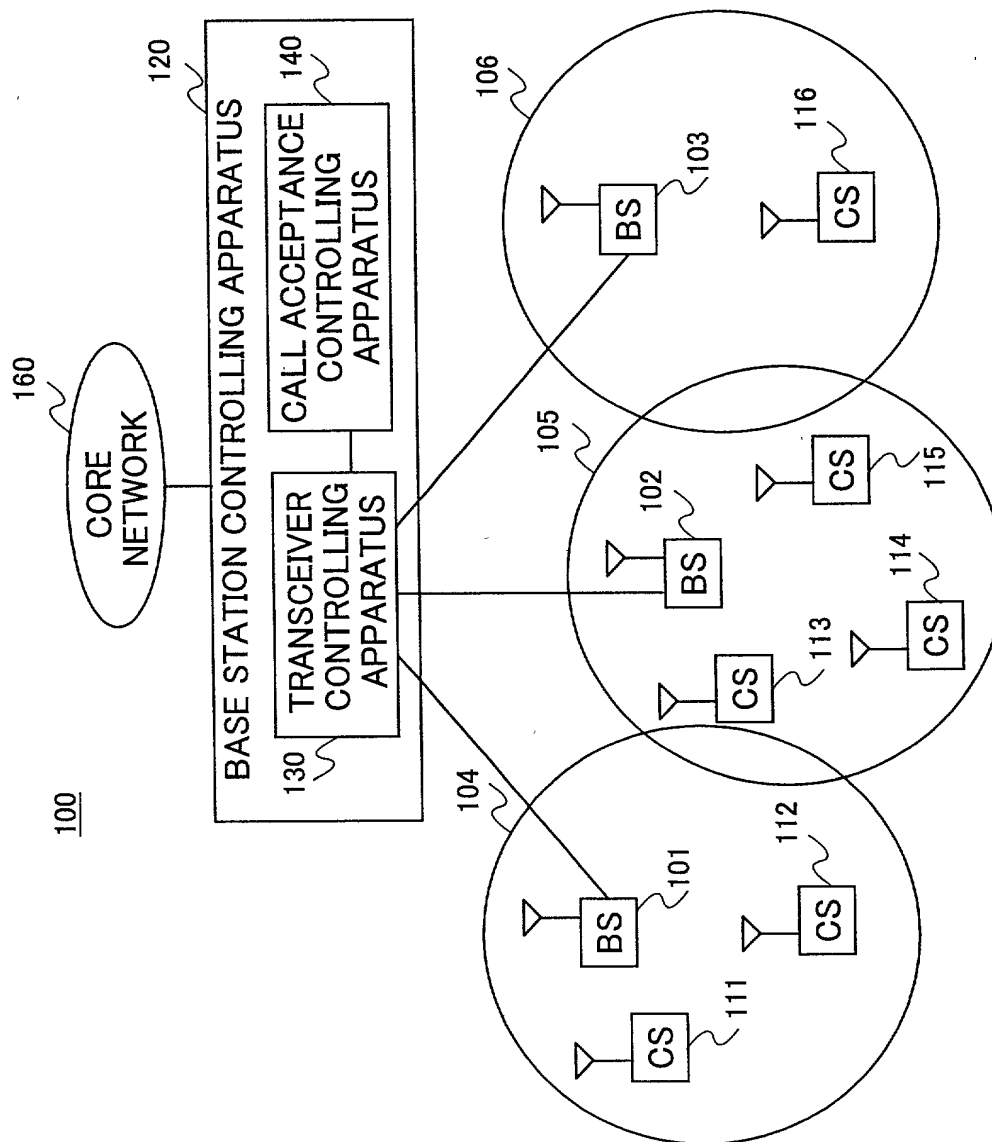 100
160
CORE
NETWORK
120
BASE STATION CONTROLLING APPARATUS
130
TRANSCEIVER
CONTROLLING
APPARATUS
140
CALL ACCEPTANCE
CONTROLLING
APPARATUS
104
BS
101
CS
111
CS
112
105
BS
102
CS
113
CS
114
CS
115
106
BS
103
CS
116